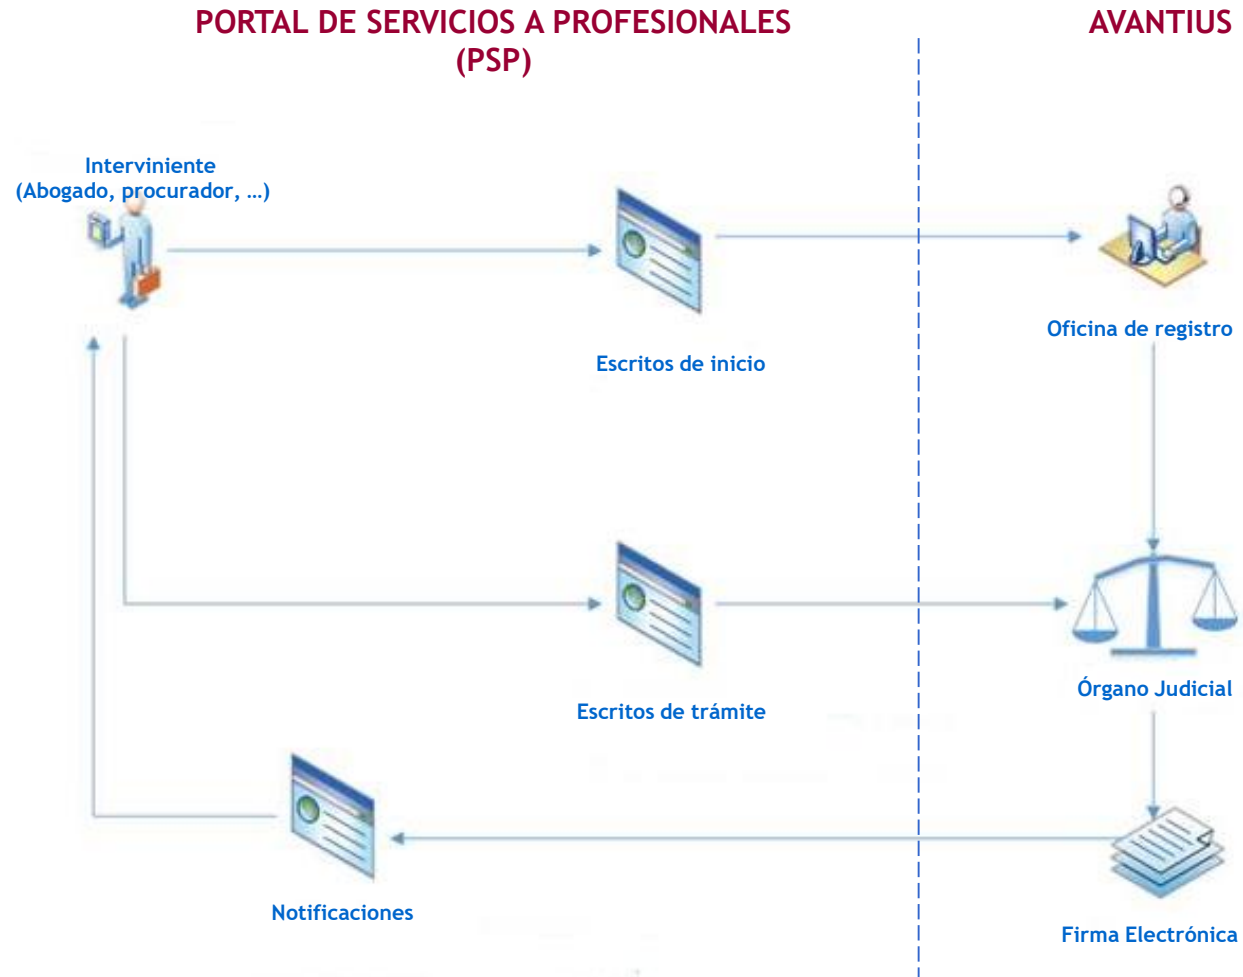 PORTAL DE SERVICIOS A PROFESIONALES
(PSP)
AVANTIUS
Interviniente
(Abogado, procurador, …)
Escritos de inicio
Oficina de registro
Escritos de trámite
Órgano Judicial
Notificaciones
Firma Electrónica